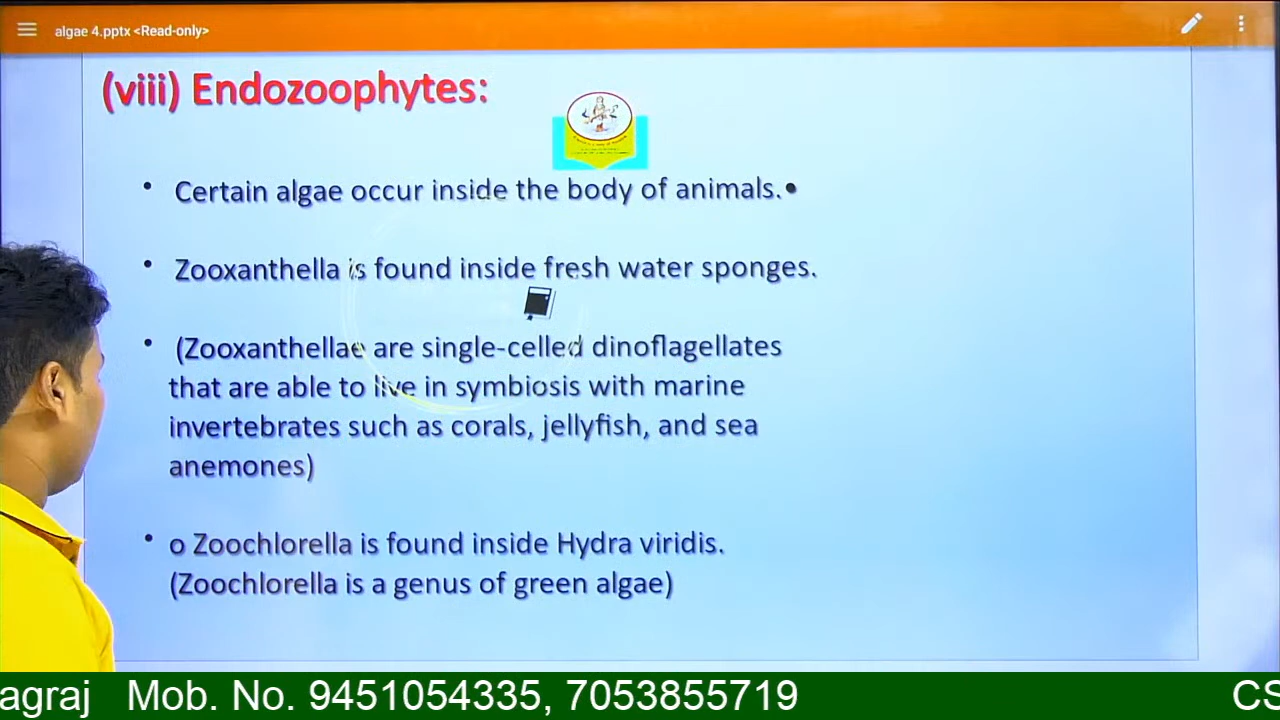 algae 4.pptx <Read-only>
(viii) Endozoophytes:
• Certain algae occur inside the body of animals.•
• Zooxanthella is found inside fresh water sponges.
• (Zooxanthellae are single-celled dinoflagellates
that are able to live in symbiosis with marine
invertebrates such as corals, jellyfish, and sea
anemones)
• o Zoochlorella is found inside Hydra viridis.
(Zoochlorella is a genus of green algae)
agraj Mob. No. 9451054335, 7053855719 CS